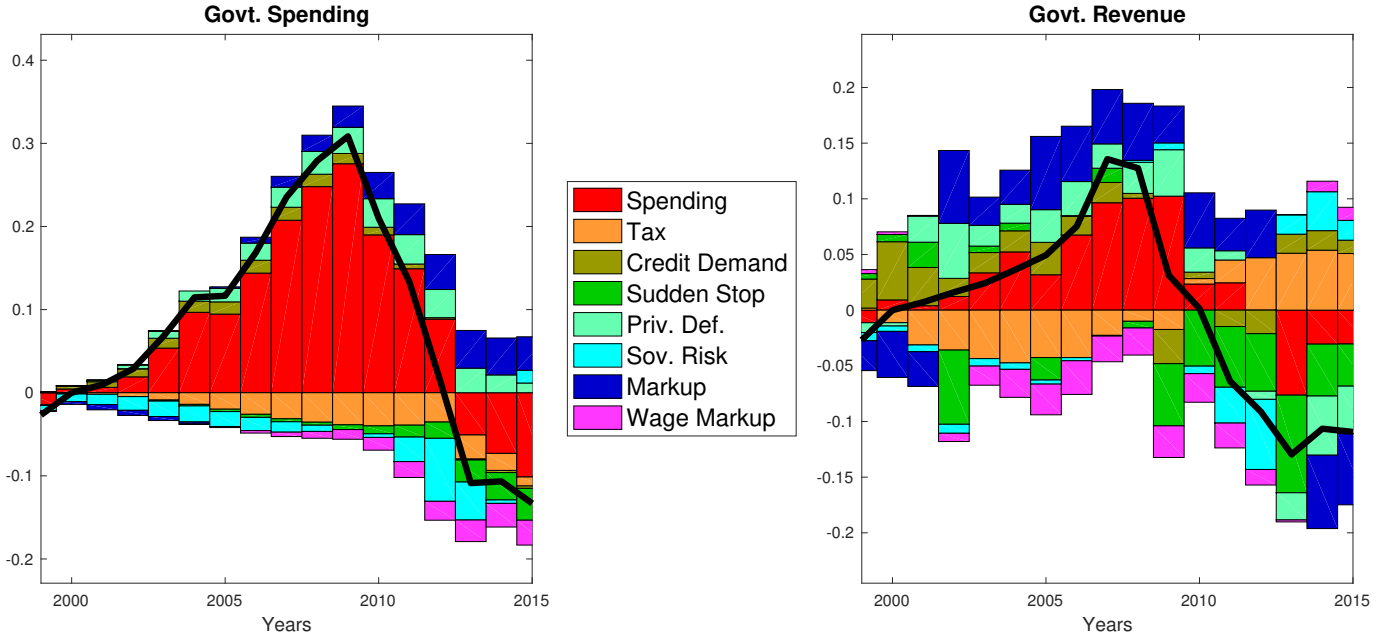 Govt. Spending
0.4
0.3
0.2
0.1
0
-0.1
-0.2
2000 2005 2010 2015
Years
Spending
Tax
Credit Demand
Sudden Stop
Priv. Def.
Sov. Risk
Markup
Wage Markup
Govt. Revenue
0.2
0.15
0.1
0.05
0
-0.05
-0.1
-0.15
-0.2
2000 2005 2010 2015
Years